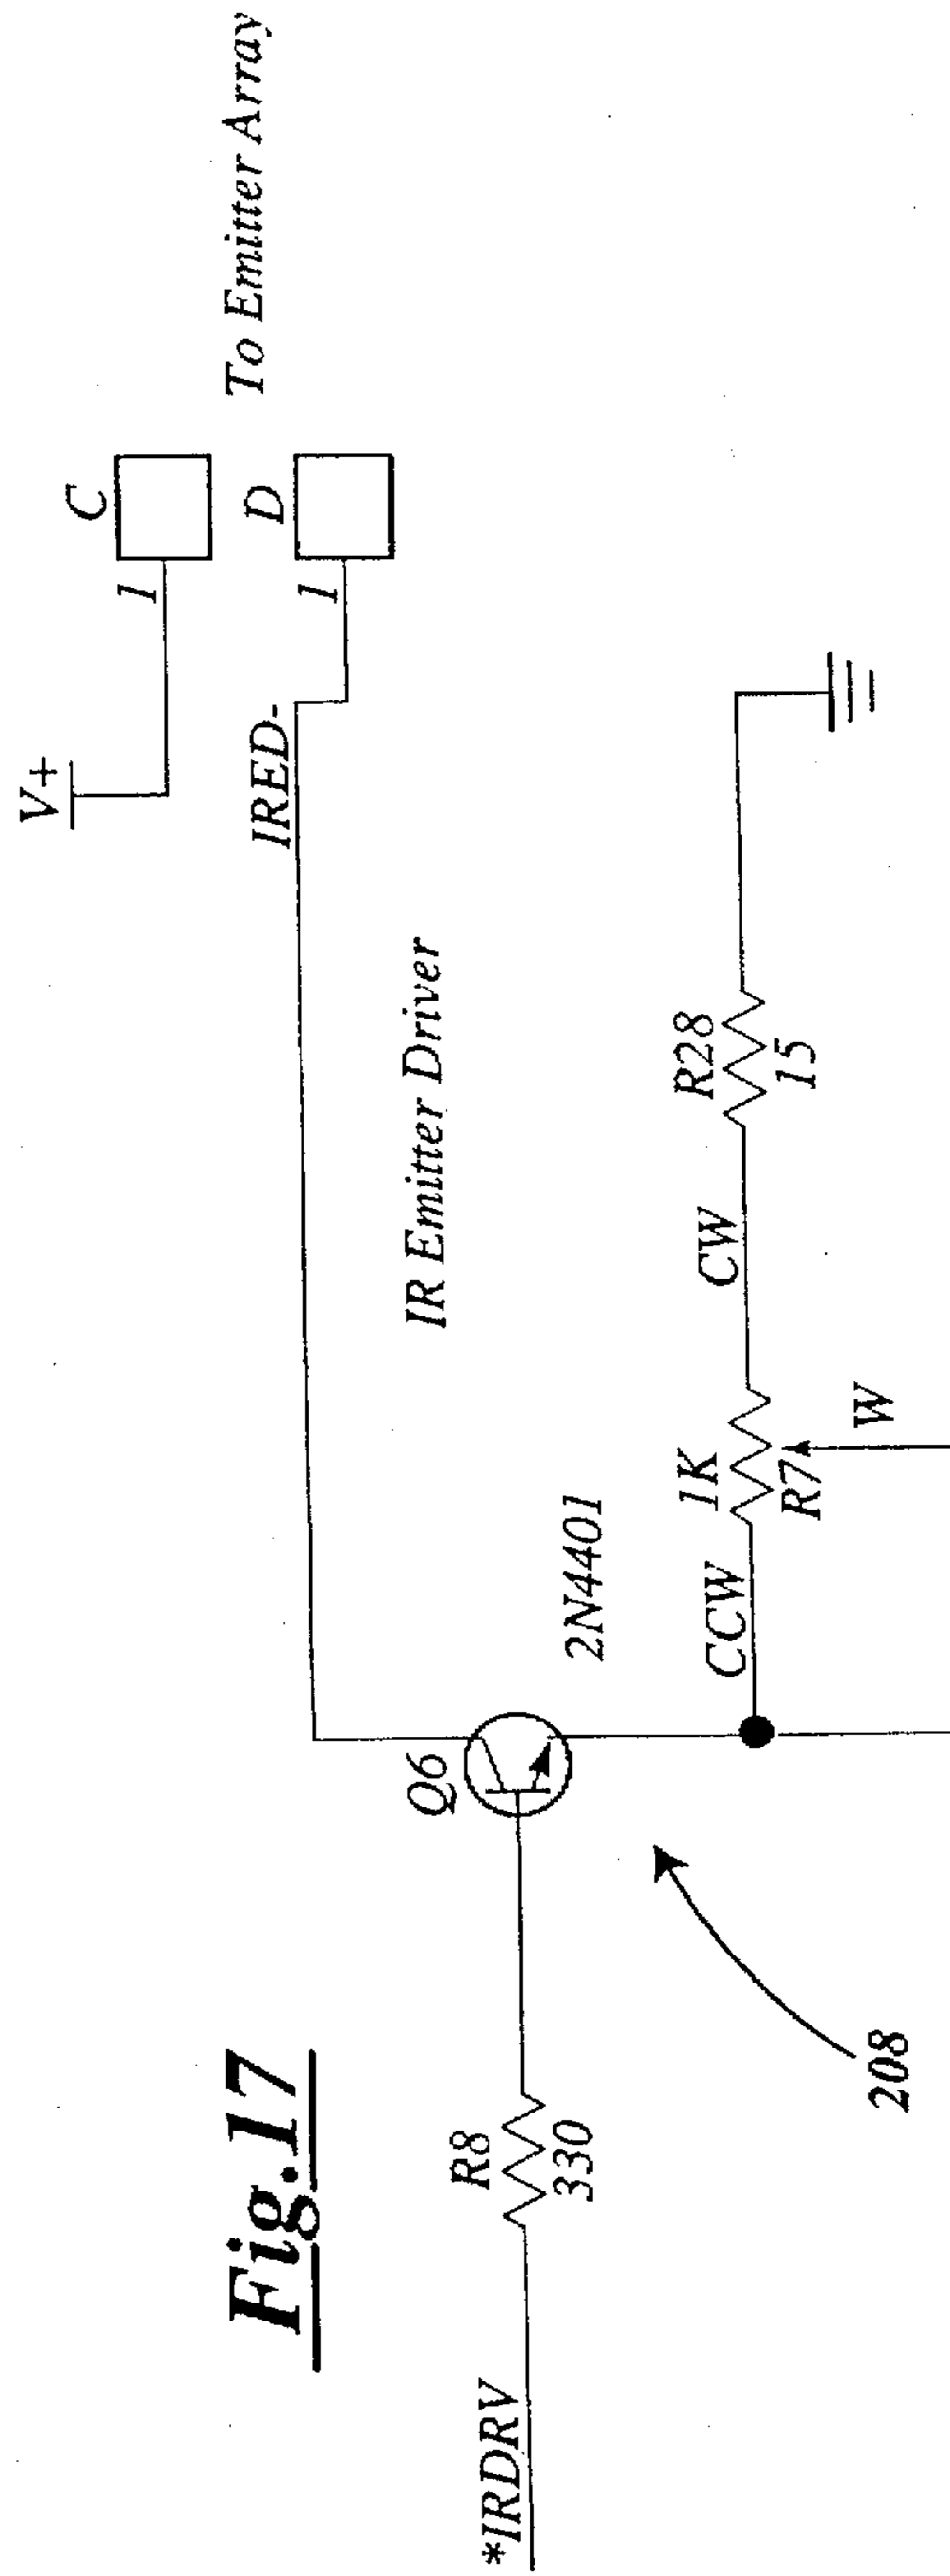 Fig.17
V+
C
1
To Emitter Array
D
1
IRED-
IR Emitter Driver
Q6
2N4401
*IRDRV
R8
330
CCW
1K
R7
W
CW
R28
15
208